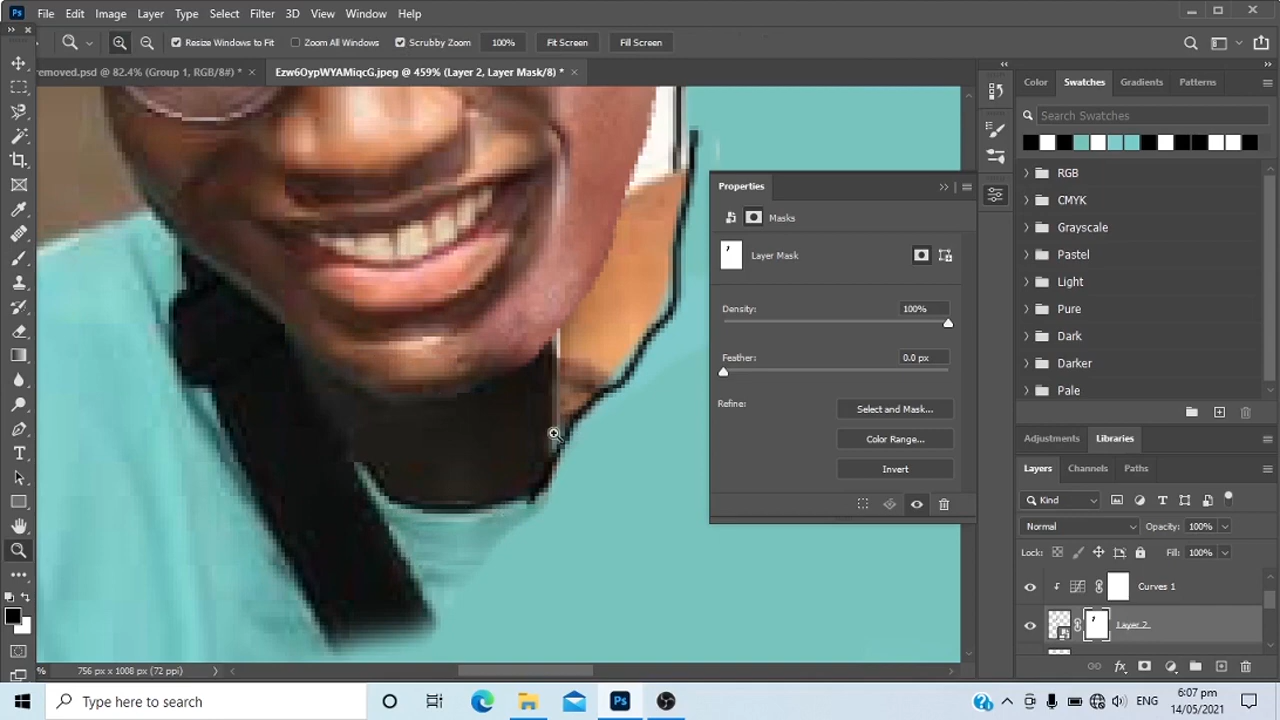 Ps File Edit Image Layer Type Select Filter 3D View Window Help
Resize Windows to Fit Zoom All Windows Scrubby Zoom 100% Fit Screen Fill Screen
removed.psd @ 82.4% (Group 1, RGB/8#) * × Ezw6OypWYAMiqcG.jpeg @ 459% (Layer 2, Layer Mask/8) * ×
Color Swatches Gradients Patterns
Search Swatches
RGB
CMYK
Grayscale
Pastel
Light
Pure
Dark
Darker
Pale
Properties
Masks
Layer Mask
Density: 100%
Feather: 0.0 px
Refine: Select and Mask...
Color Range...
Invert
Adjustments Libraries
Layers Channels Paths
Kind
Normal Opacity: 100%
Lock: Fill: 100%
Curves 1
Layer 2
% 756 px x 1008 px (72 ppi)
Type here to search
Ps
ENG
6:07 pm
14/05/2021